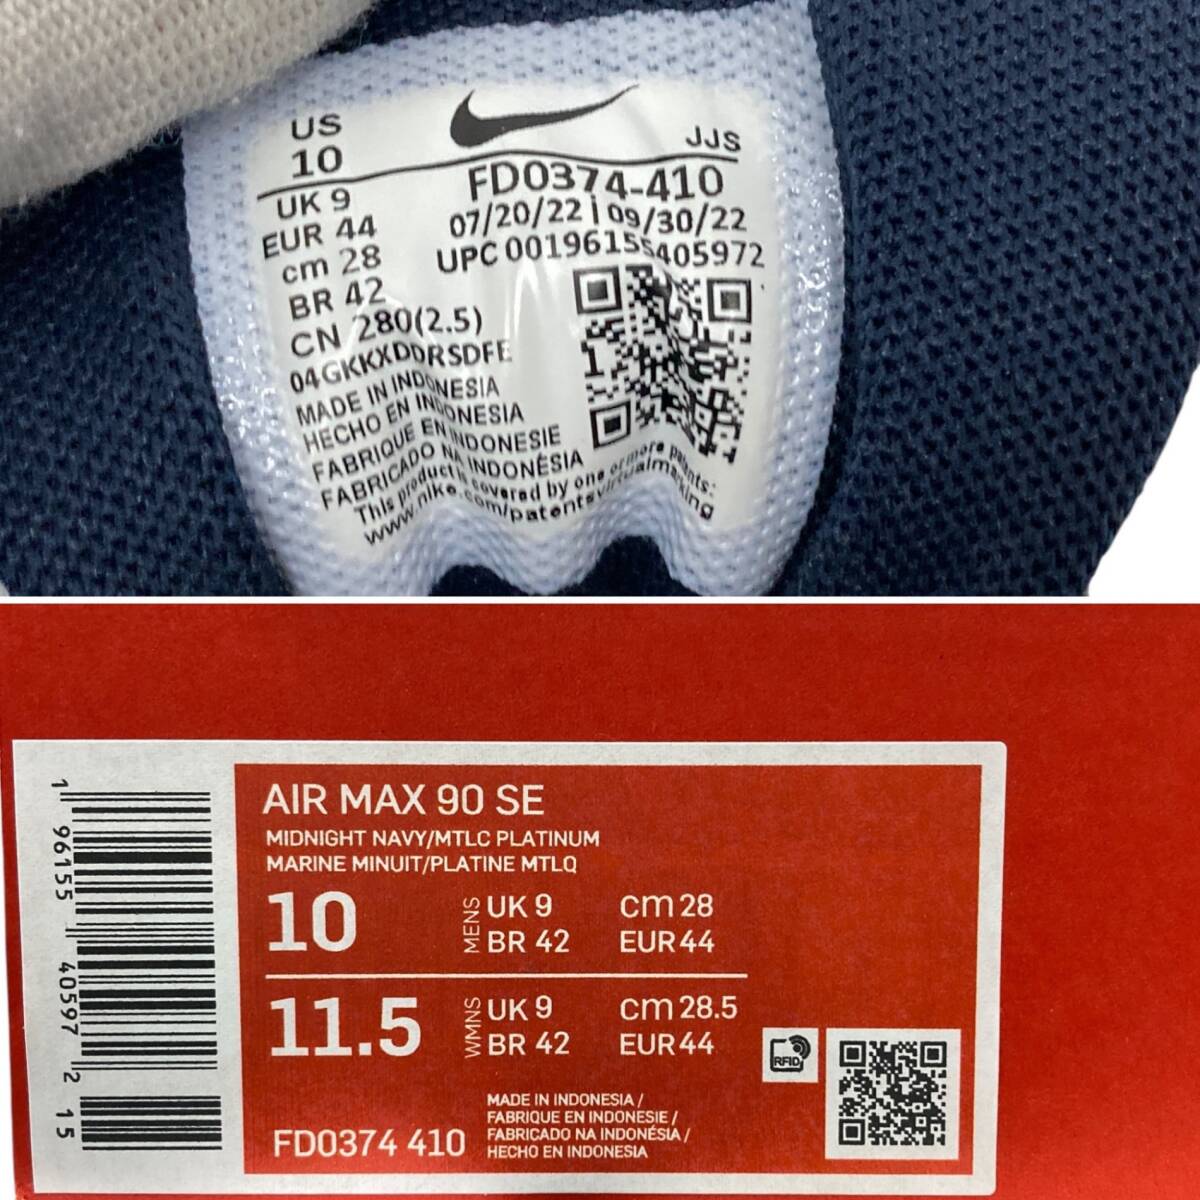 US
10
JJS
FD0374-410
UK 9
07/20/22 | 09/30/22
EUR 44
UPC 00196155405972
cm 28
BR 42
CN 280(2.5)
04GKKXDDRSDFE
MADE IN INDONESIA
HECHO EN INDONESIA
FABRIQUE EN INDONESIE
FABRICADO NA INDONÉSIA
This product is covered by one or more patents:
www.nike.com/patentsvirtualmarking
1 96155 40597 2 15
AIR MAX 90 SE
MIDNIGHT NAVY/MTLC PLATINUM
MARINE MINUIT/PLATINE MTLQ
10 MENS UK 9 cm 28
BR 42 EUR 44
11.5 WMNS UK 9 cm 28.5
BR 42 EUR 44
RFID
MADE IN INDONESIA /
FABRIQUE EN INDONESIE /
FABRICADO NA INDONÉSIA /
HECHO EN INDONESIA
FD0374 410